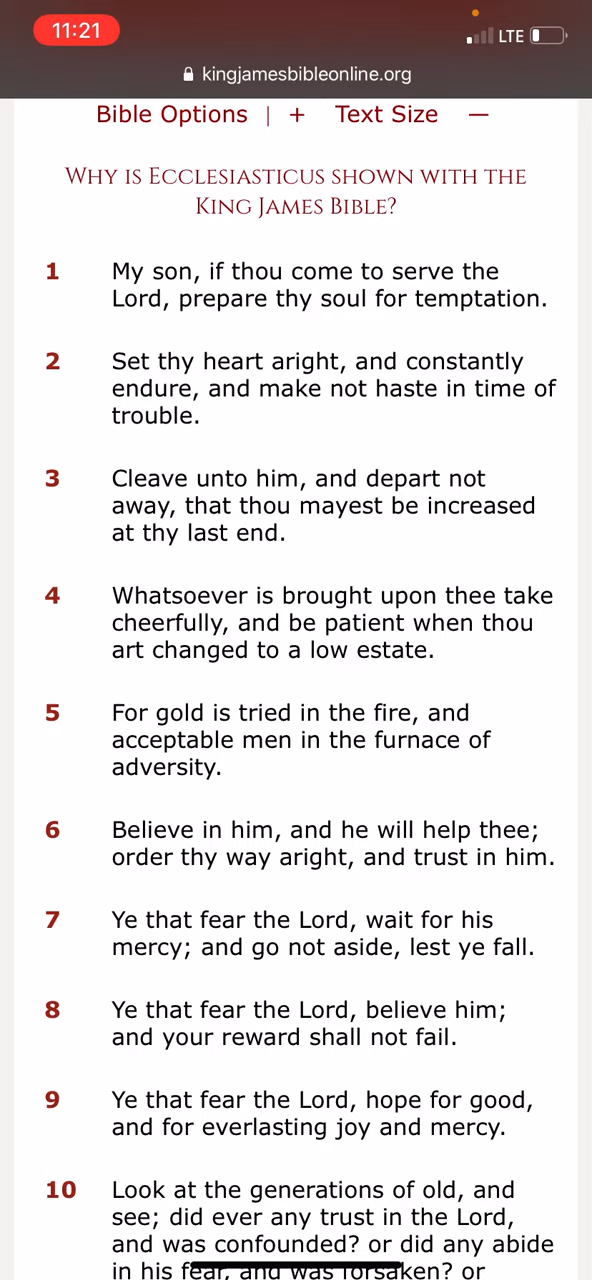 11:21
LTE
kingjamesbibleonline.org
Bible Options | + Text Size —
Why is Ecclesiasticus shown with the
King James Bible?
1 My son, if thou come to serve the
Lord, prepare thy soul for temptation.
2 Set thy heart aright, and constantly
endure, and make not haste in time of
trouble.
3 Cleave unto him, and depart not
away, that thou mayest be increased
at thy last end.
4 Whatsoever is brought upon thee take
cheerfully, and be patient when thou
art changed to a low estate.
5 For gold is tried in the fire, and
acceptable men in the furnace of
adversity.
6 Believe in him, and he will help thee;
order thy way aright, and trust in him.
7 Ye that fear the Lord, wait for his
mercy; and go not aside, lest ye fall.
8 Ye that fear the Lord, believe him;
and your reward shall not fail.
9 Ye that fear the Lord, hope for good,
and for everlasting joy and mercy.
10 Look at the generations of old, and
see; did ever any trust in the Lord,
and was confounded? or did any abide
in his fear, and was forsaken? or